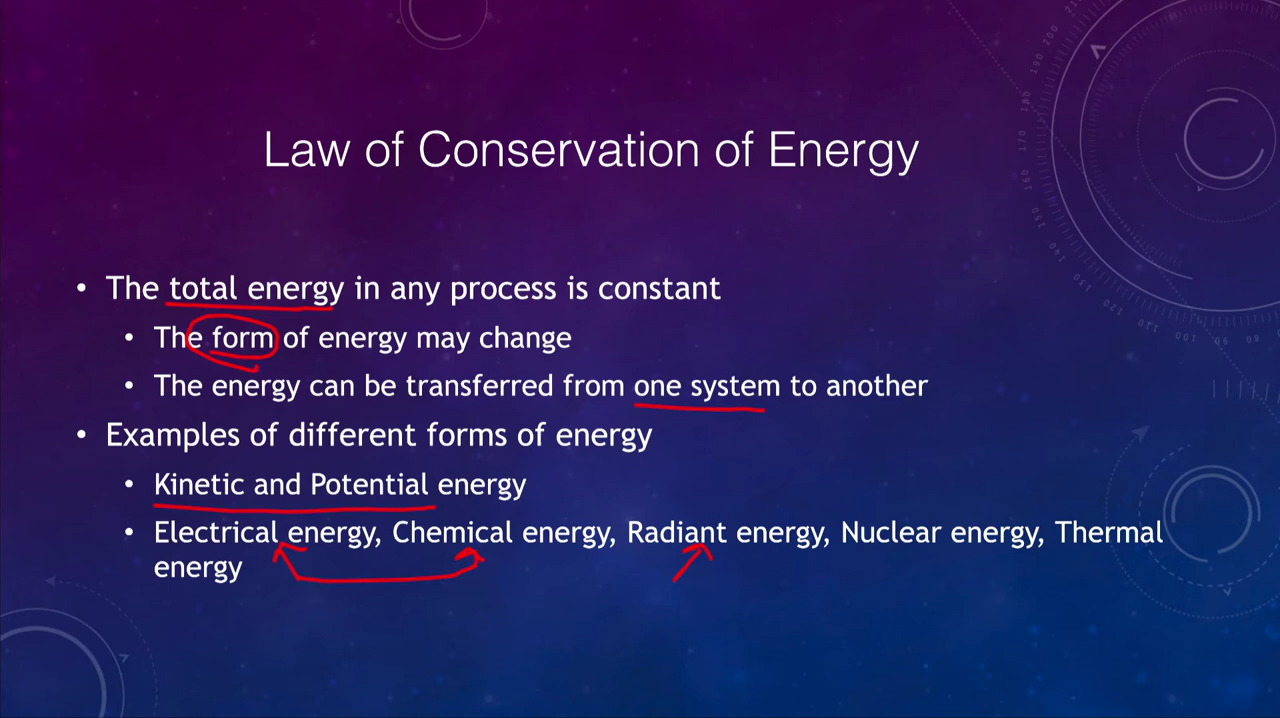 Law of Conservation of Energy
• The total energy in any process is constant
• The form of energy may change
• The energy can be transferred from one system to another
• Examples of different forms of energy
• Kinetic and Potential energy
• Electrical energy, Chemical energy, Radiant energy, Nuclear energy, Thermal
energy